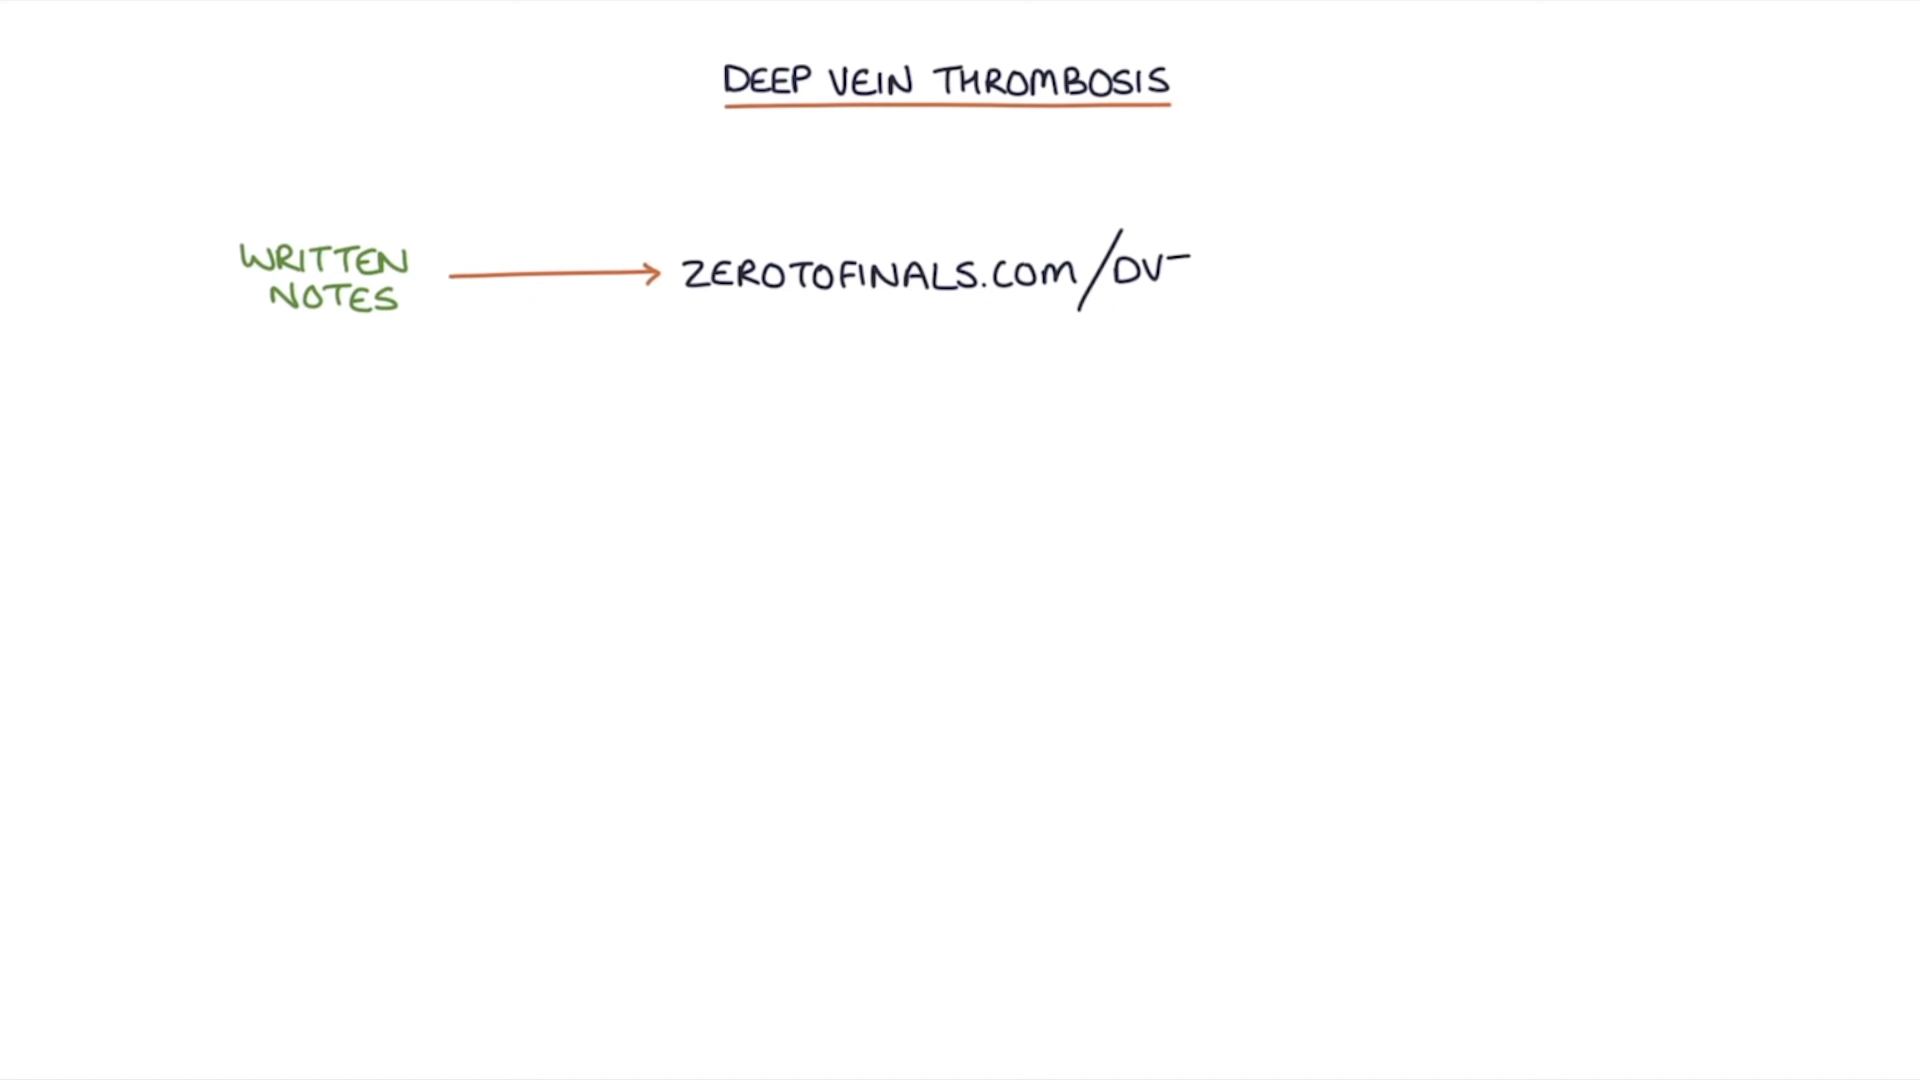 DEEP VEIN THROMBOSIS
WRITTEN
NOTES
ZEROTOFINALS.COM/DV